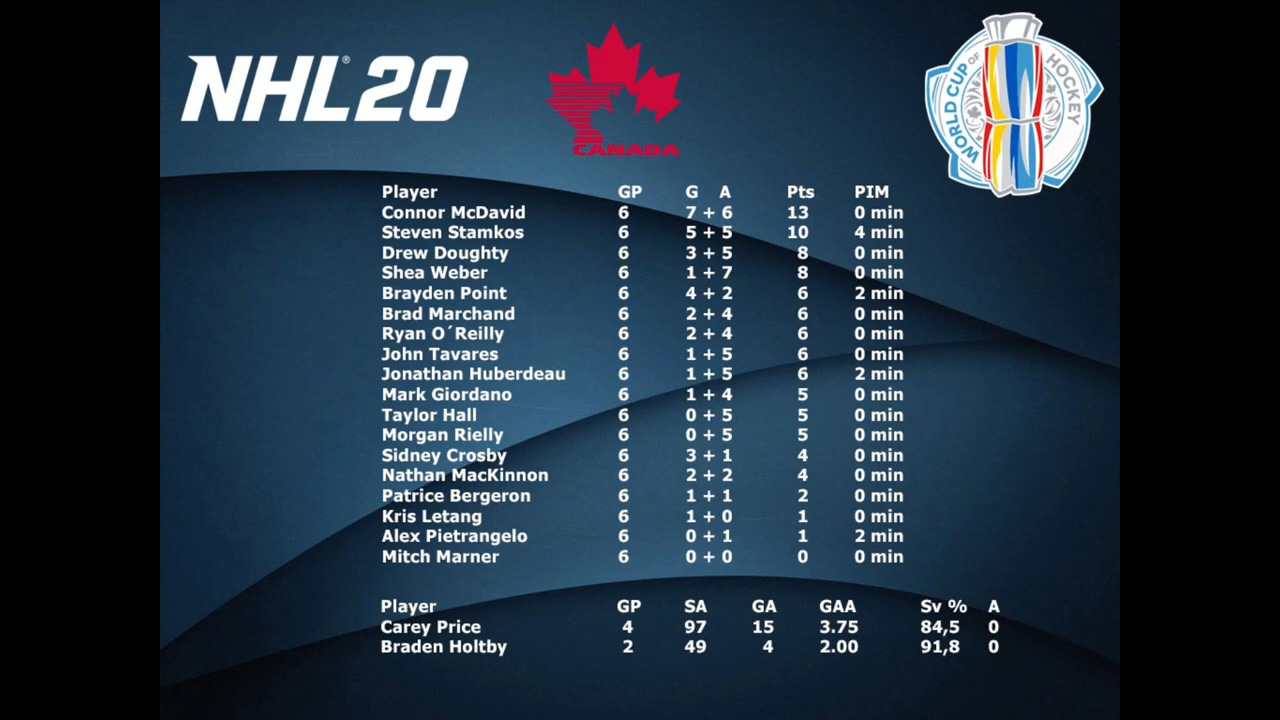 NHL® 20
CANADA
WORLD CUP OF HOCKEY
Player GP G A Pts PIM
Connor McDavid 6 7 + 6 13 0 min
Steven Stamkos 6 5 + 5 10 4 min
Drew Doughty 6 3 + 5 8 0 min
Shea Weber 6 1 + 7 8 0 min
Brayden Point 6 4 + 2 6 2 min
Brad Marchand 6 2 + 4 6 0 min
Ryan O´Reilly 6 2 + 4 6 0 min
John Tavares 6 1 + 5 6 0 min
Jonathan Huberdeau 6 1 + 5 6 2 min
Mark Giordano 6 1 + 4 5 0 min
Taylor Hall 6 0 + 5 5 0 min
Morgan Rielly 6 0 + 5 5 0 min
Sidney Crosby 6 3 + 1 4 0 min
Nathan MacKinnon 6 2 + 2 4 0 min
Patrice Bergeron 6 1 + 1 2 0 min
Kris Letang 6 1 + 0 1 0 min
Alex Pietrangelo 6 0 + 1 1 2 min
Mitch Marner 6 0 + 0 0 0 min
Player GP SA GA GAA Sv % A
Carey Price 4 97 15 3.75 84,5 0
Braden Holtby 2 49 4 2.00 91,8 0